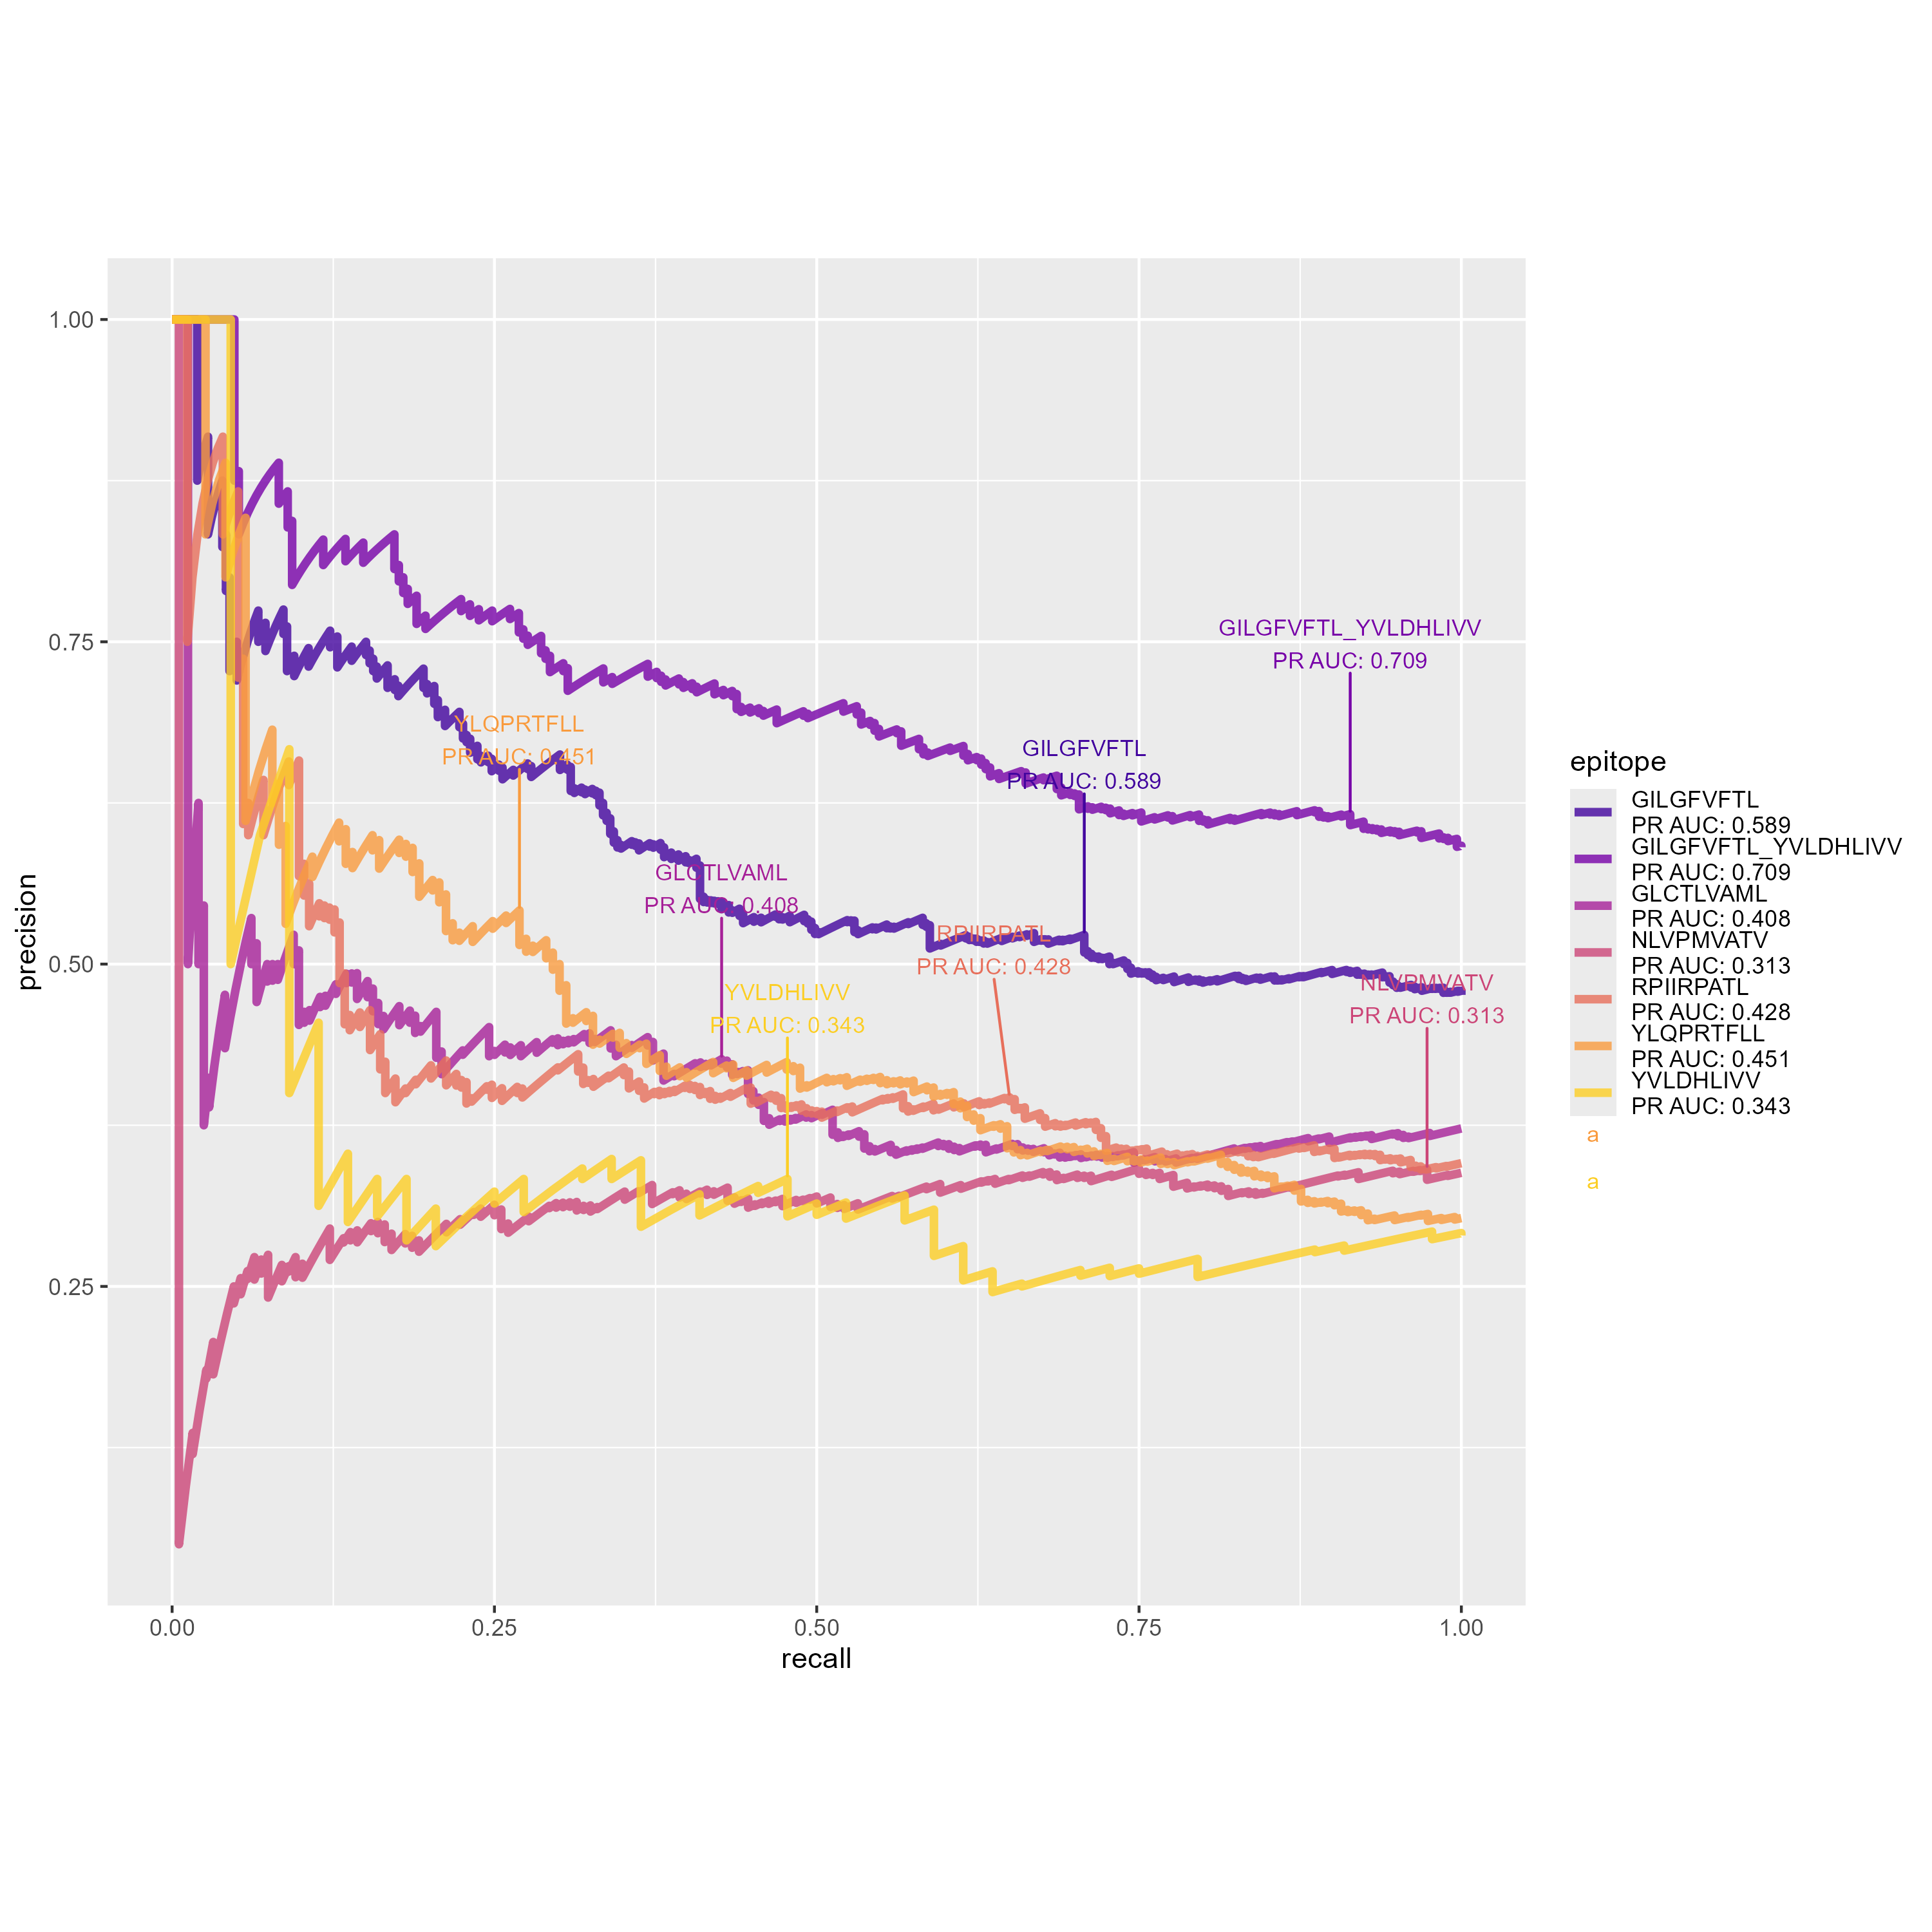 1.00
0.75
0.50
0.25
precision
0.00
0.25
0.50
0.75
1.00
recall
GILGFVFTL_YVLDHLIVV
PR AUC: 0.709
YLQPRTFLL
PR AUC: 0.451
GILGFVFTL
PR AUC: 0.589
GLCTLVAML
PR AUC: 0.408
RPIIRPATL
PR AUC: 0.428
NLVPMVATV
PR AUC: 0.313
YVLDHLIVV
PR AUC: 0.343
epitope
GILGFVFTL
PR AUC: 0.589
GILGFVFTL_YVLDHLIVV
PR AUC: 0.709
GLCTLVAML
PR AUC: 0.408
NLVPMVATV
PR AUC: 0.313
RPIIRPATL
PR AUC: 0.428
YLQPRTFLL
PR AUC: 0.451
YVLDHLIVV
PR AUC: 0.343
a
a